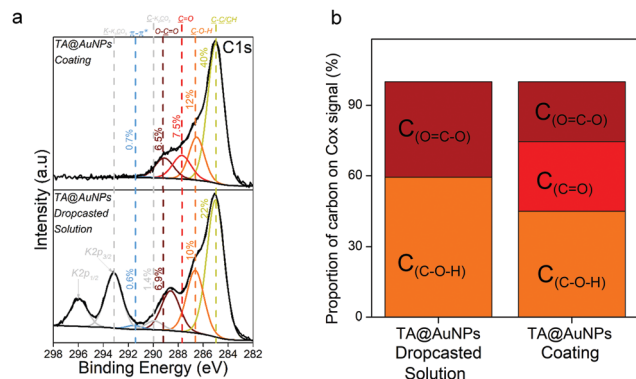 a
K-K₂CO₃
π-π*
C-K₂CO₃
O-C=O
C=O
C-O-H
C-C/CH
C1s
TA@AuNPs
Coating
0.7%
6.5%
7.5%
12%
40%
TA@AuNPs
Dropcasted
Solution
K2p1/2
K2p3/2
0.6%
1.4%
6.9%
10%
22%
Intensity (a.u)
298 296 294 292 290 288 286 284 282
Binding Energy (eV)
b
Proportion of carbon on Cox signal (%)
90
60
30
0
C(O=C-O)
C(C-O-H)
C(O=C-O)
C(C=O)
C(C-O-H)
TA@AuNPs
Dropcasted
Solution
TA@AuNPs
Coating